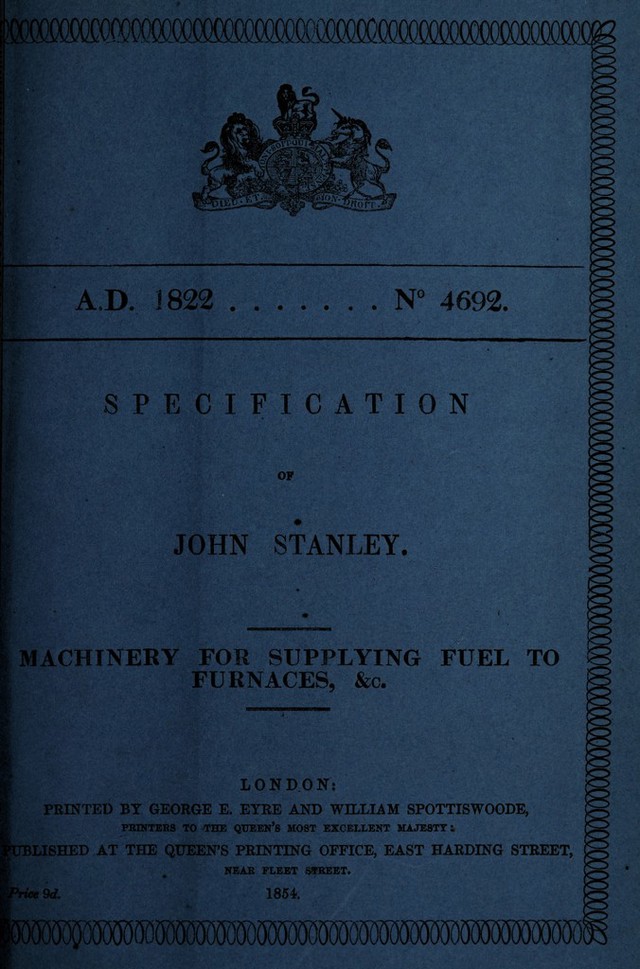 DIEU·ET MON·DROIT
A.D. 1822 . . . . . . . . Nº 4692.
SPECIFICATION
OF
JOHN STANLEY.
MACHINERY FOR SUPPLYING FUEL TO
FURNACES, &c.
LONDON:
PRINTED BY GEORGE E. EYRE AND WILLIAM SPOTTISWOODE,
PRINTERS TO THE QUEEN'S MOST EXCELLENT MAJESTY:
PUBLISHED AT THE QUEEN'S PRINTING OFFICE, EAST HARDING STREET,
NEAR FLEET STREET.
Price 9d. 1854.